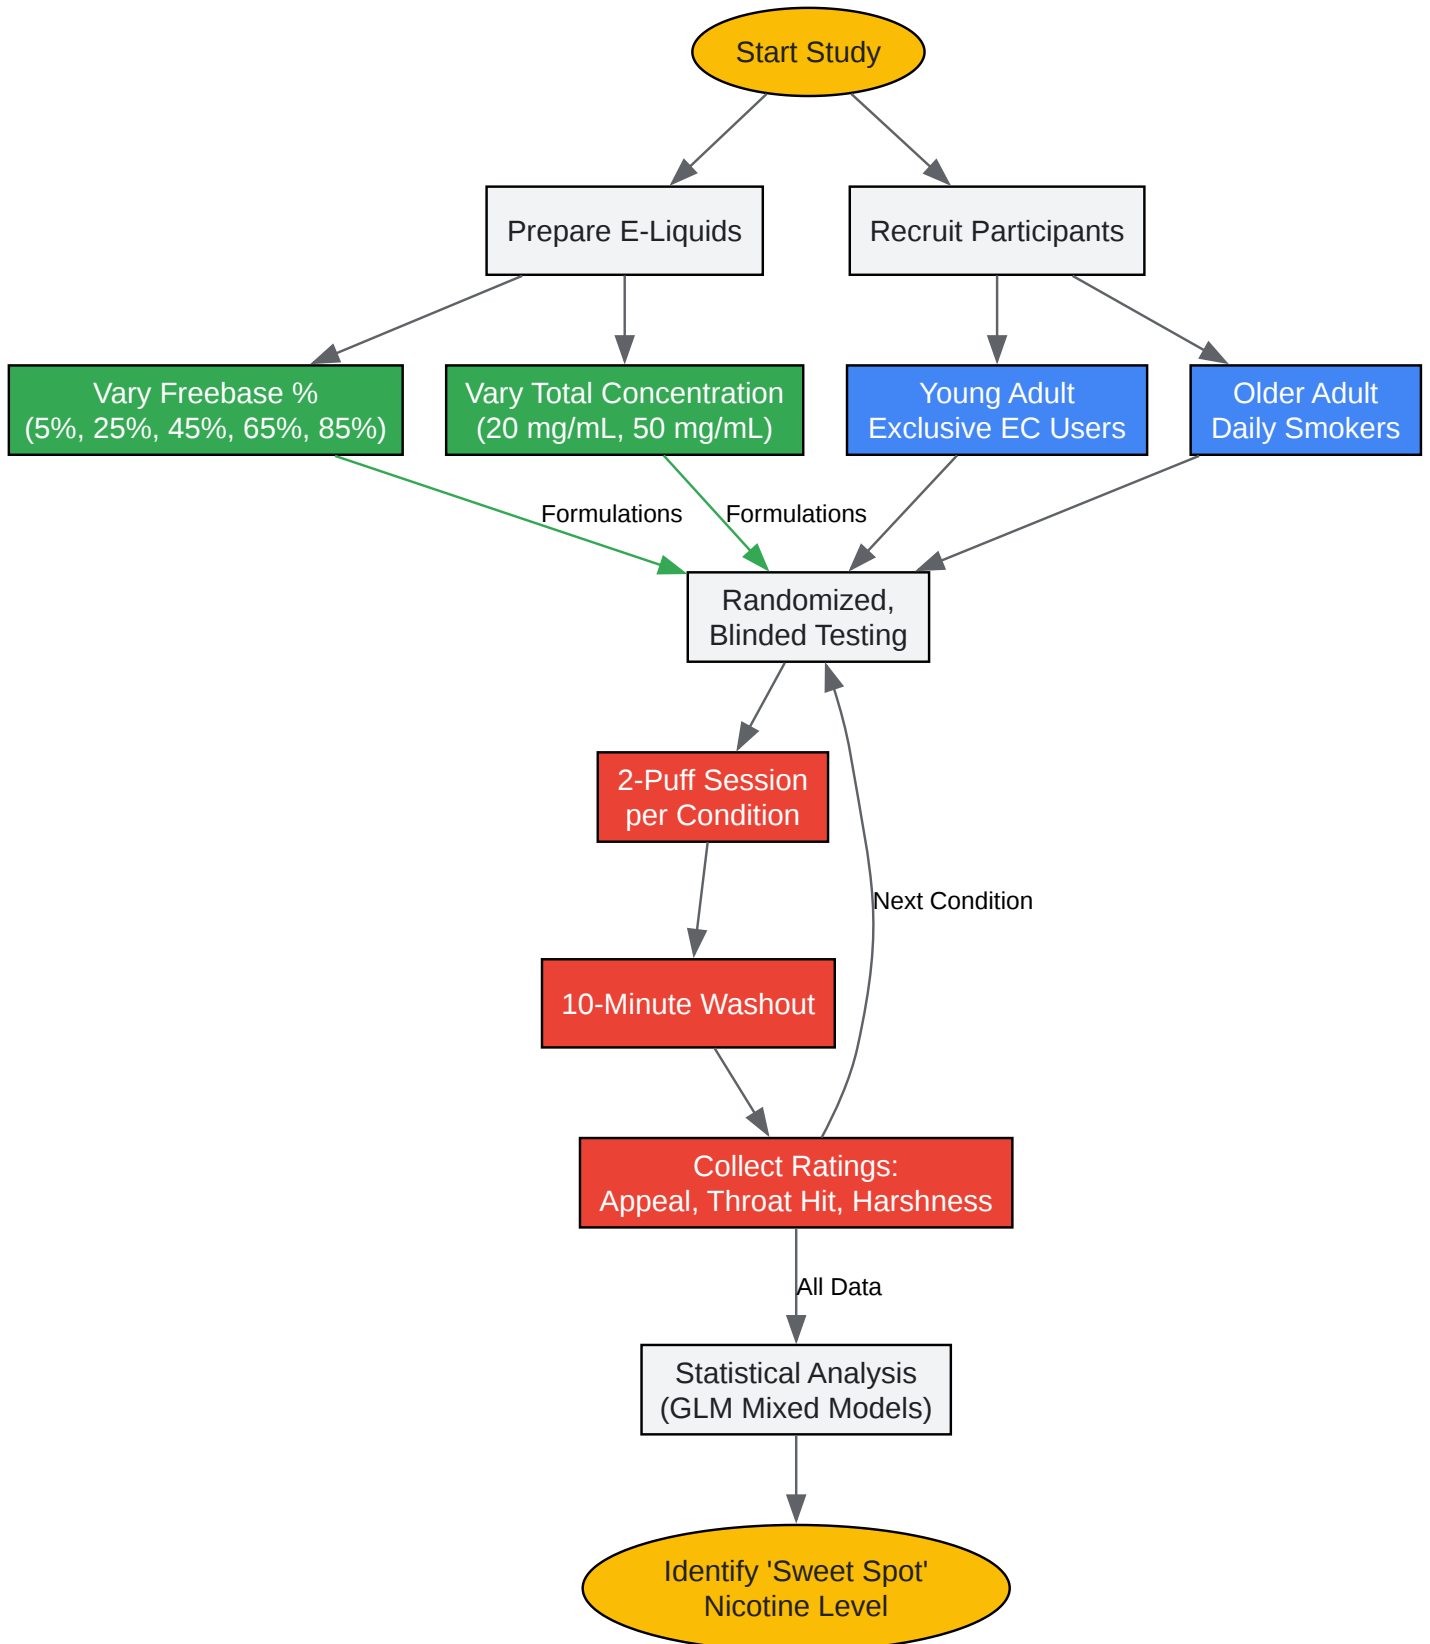 Start Study
Prepare E-Liquids
Recruit Participants
Vary Freebase %
(5%, 25%, 45%, 65%, 85%)
Vary Total Concentration
(20 mg/mL, 50 mg/mL)
Young Adult
Exclusive EC Users
Older Adult
Daily Smokers
Formulations
Formulations
Randomized,
Blinded Testing
2-Puff Session
per Condition
Next Condition
10-Minute Washout
Collect Ratings:
Appeal, Throat Hit, Harshness
All Data
Statistical Analysis
(GLM Mixed Models)
Identify 'Sweet Spot'
Nicotine Level